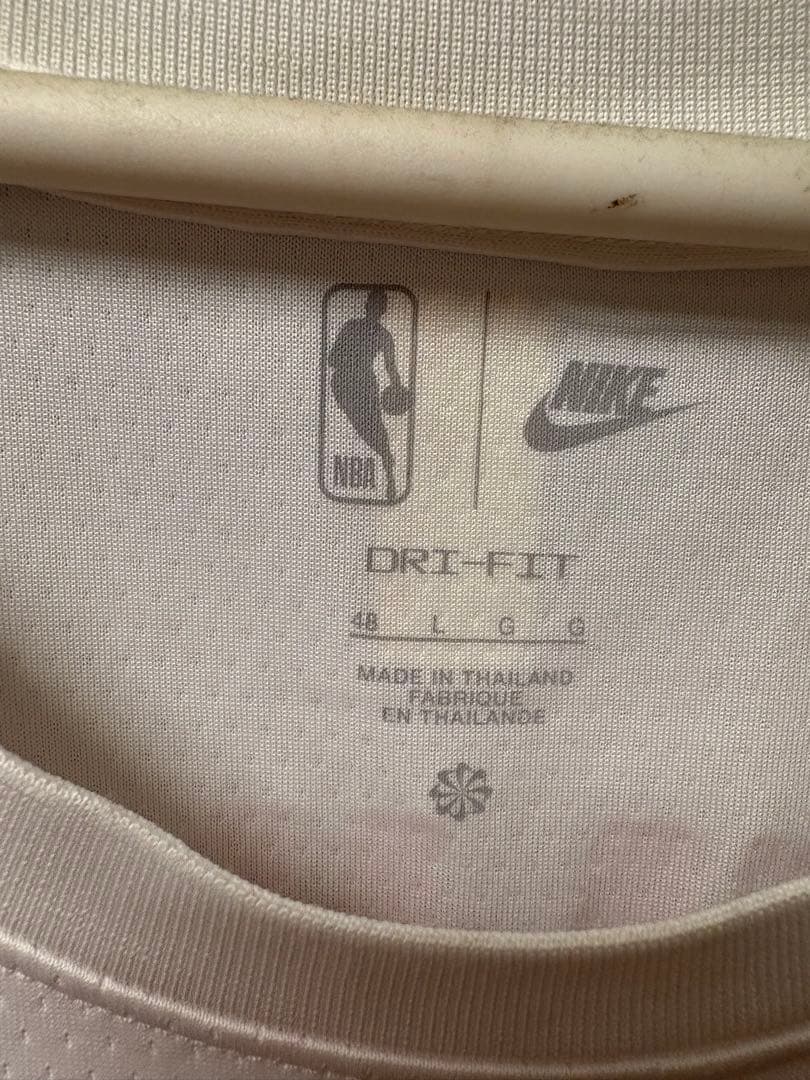 NBA
NIKE
DRI-FIT
48 L G G
MADE IN THAILAND
FABRIQUE
EN THAILANDE